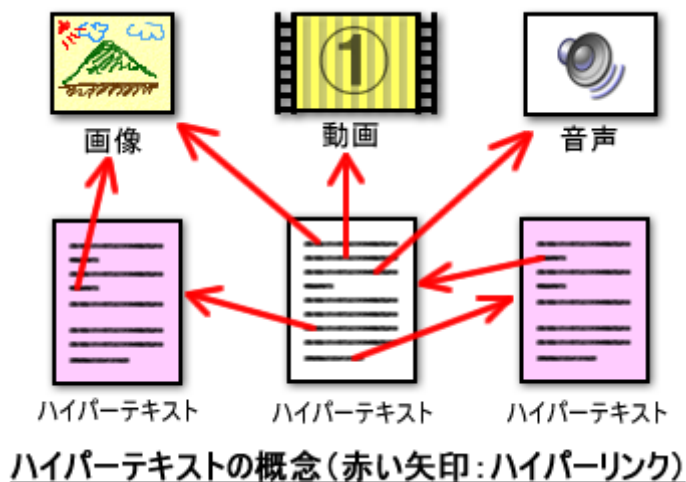 ①
画像
動画
音声
ハイパーテキスト
ハイパーテキスト
ハイパーテキスト
ハイパーテキストの概念(赤い矢印:ハイパーリンク)